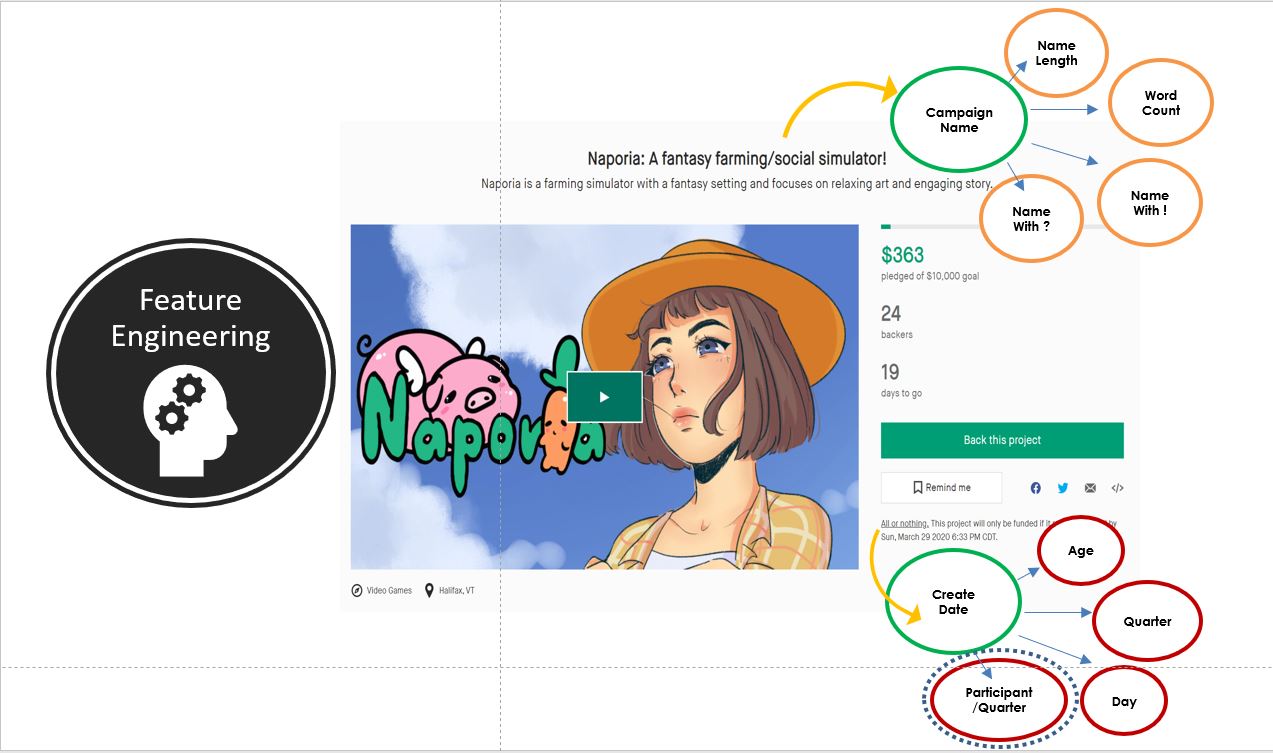 Feature
Engineering
Campaign
Name
Name
Length
Word
Count
Name
With !
Name
With ?
Naporia: A fantasy farming/social simulator!
Naporia is a farming simulator with a fantasy setting and focuses on relaxing art and engaging story.
Naporia
$363
pledged of $10,000 goal
24
backers
19
days to go
Back this project
Remind me
All or nothing. This project will only be funded if it by
Sun, March 29 2020 6:33 PM CDT.
Video Games
Halifax, VT
Create
Date
Age
Quarter
Day
Participant
/Quarter